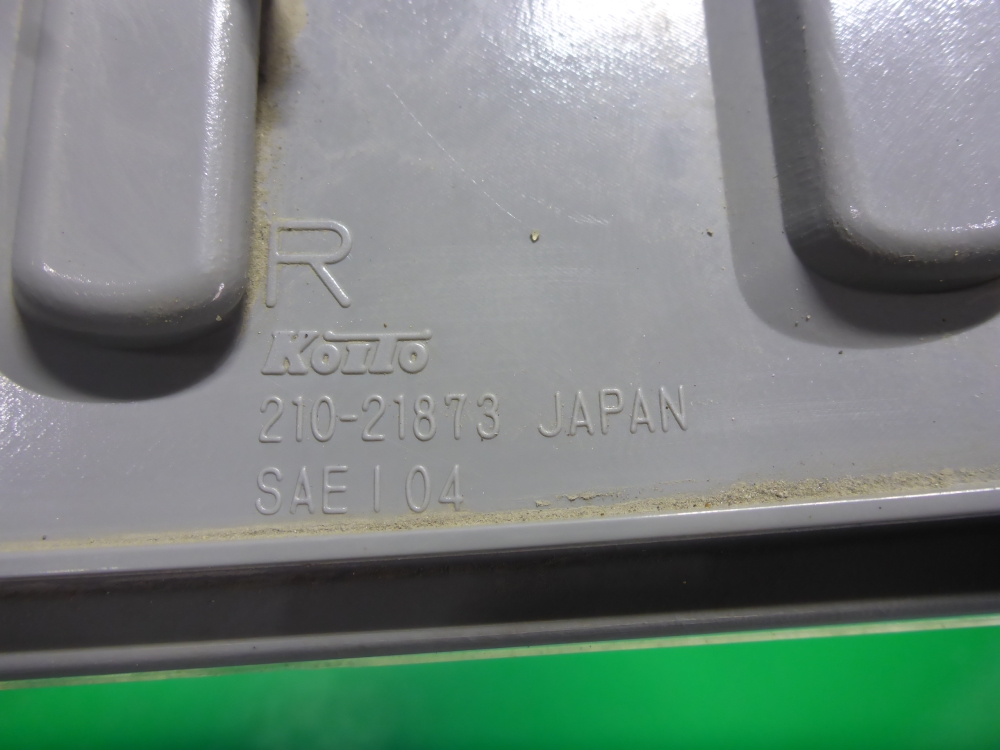 R
KOITO
210-21873 JAPAN
SAE I 04